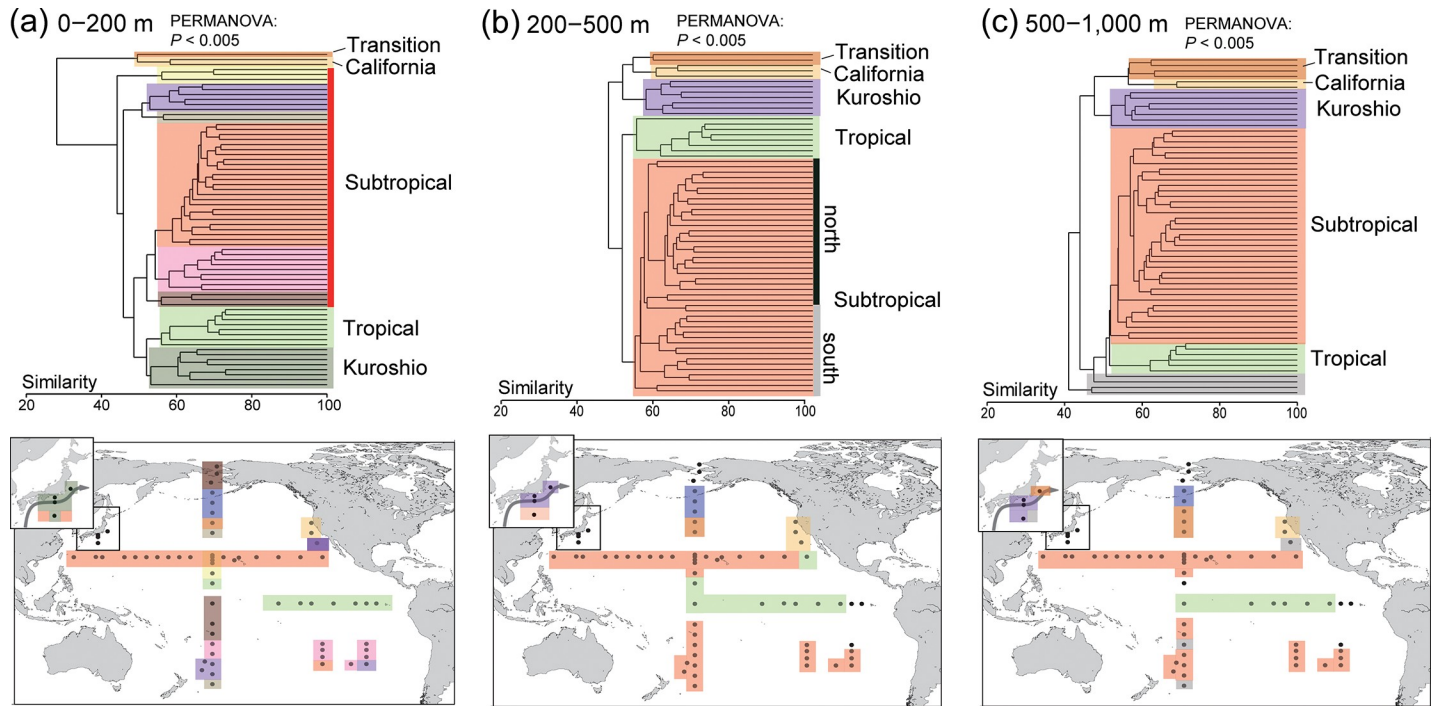 (a) 0–200 m PERMANOVA:
P < 0.005
Transition
California
Subtropical
Tropical
Kuroshio
Similarity
20 40 60 80 100
(b) 200–500 m PERMANOVA:
P < 0.005
Transition
California
Kuroshio
Tropical
north
Subtropical
south
Similarity
20 40 60 80 100
(c) 500–1,000 m PERMANOVA:
P < 0.005
Transition
California
Kuroshio
Subtropical
Tropical
Similarity
20 40 60 80 100